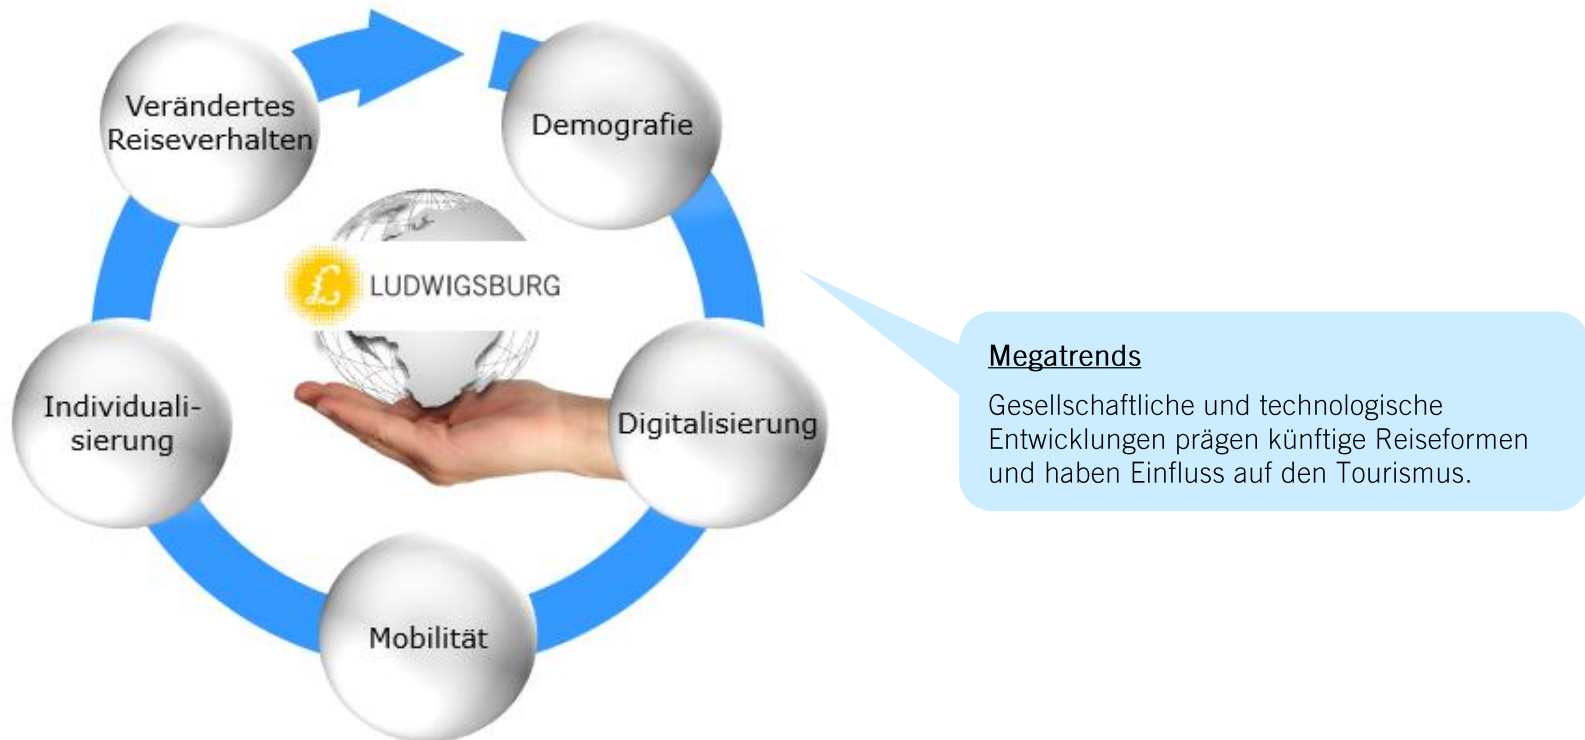 Verändertes
Reiseverhalten
Demografie
LUDWIGSBURG
Individuali-
sierung
Digitalisierung
Mobilität
Megatrends
Gesellschaftliche und technologische
Entwicklungen prägen künftige Reiseformen
und haben Einfluss auf den Tourismus.